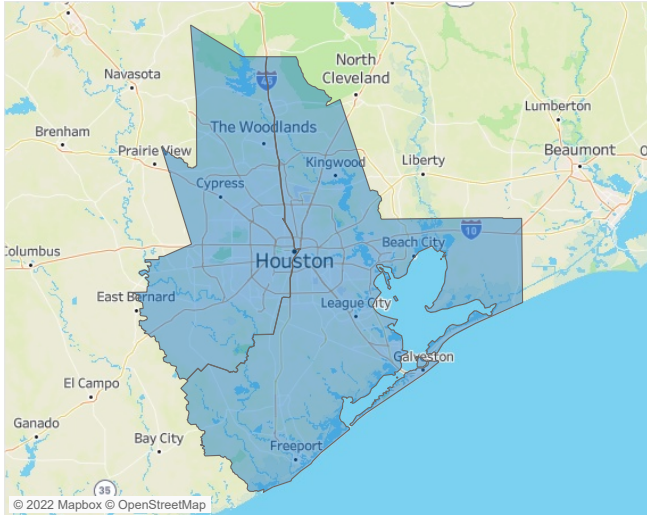 North
Cleveland
Navasota
45
Lumberton
Brenham
The Woodlands
Beaumont
Prairie View
Kingwood
Liberty
Cypress
10
Columbus
Beach City
Houston
East Bernard
League City
Galveston
El Campo
Ganado
Bay City
Freeport
35
© 2022 Mapbox © OpenStreetMap